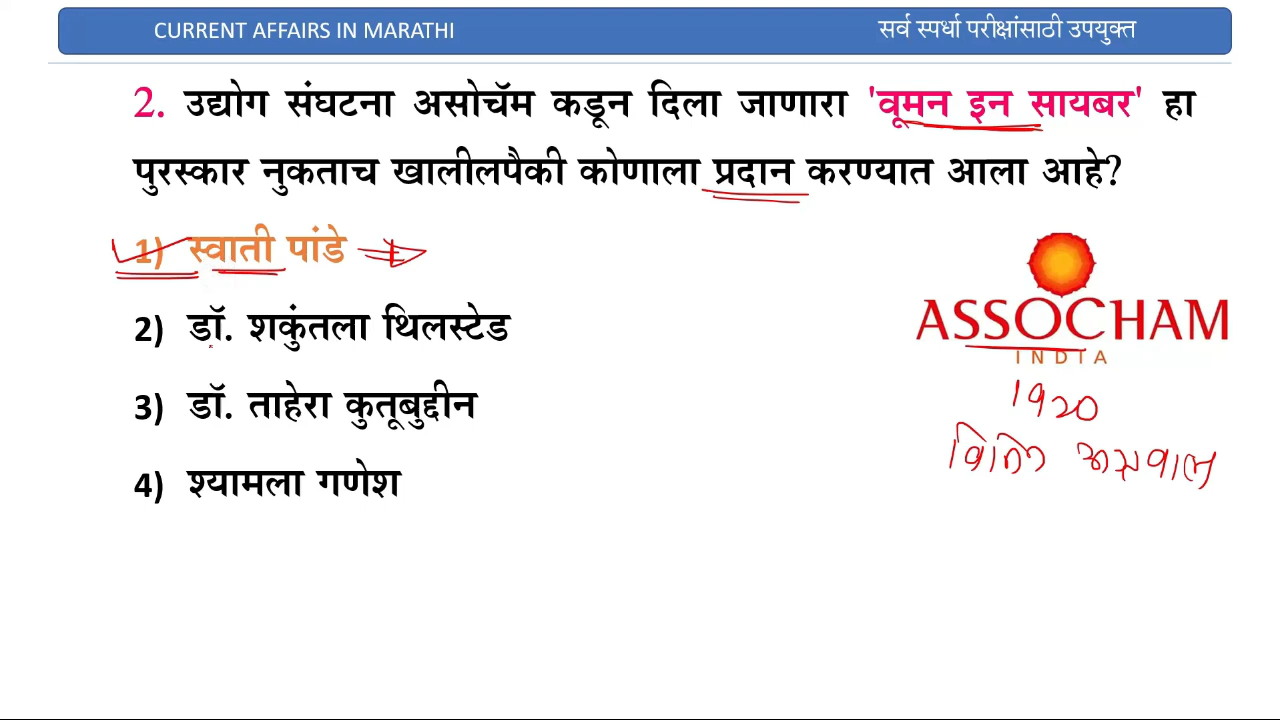 CURRENT AFFAIRS IN MARATHI
सर्व स्पर्धा परीक्षांसाठी उपयुक्त
2. उद्योग संघटना असोचॅम कडून दिला जाणारा 'वूमन इन सायबर' हा
पुरस्कार नुकताच खालीलपैकी कोणाला प्रदान करण्यात आला आहे?
1) स्वाती पांडे
2) डॉ. शकुंतला थिलस्टेड
3) डॉ. ताहेरा कुतूबुद्दीन
4) श्यामला गणेश
ASSOCHAM
INDIA
1920